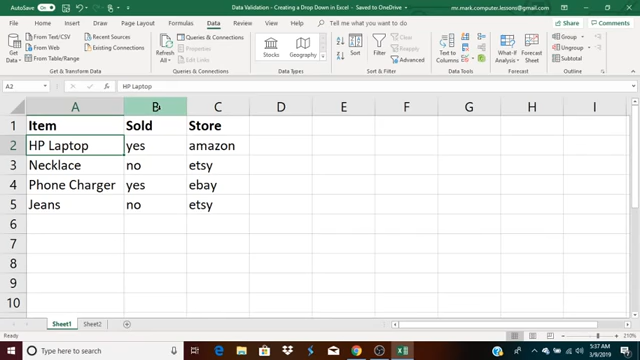 AutoSave On
Data Validation - Creating a Drop Down in Excel - Saved to OneDrive
mr.mark.computer.lessons@gmail.com
File Home Insert Draw Page Layout Formulas Data Review View Help Tell me what you want to do
Share Comments
From Text/CSV
From Web
From Table/Range
Recent Sources
Existing Connections
Get & Transform Data
Refresh All
Queries & Connections
Properties
Edit Links
Queries & Connections
Stocks
Geography
Data Types
Sort
Filter
Clear
Reapply
Advanced
Sort & Filter
Text to Columns
Data Tools
What-If Analysis
Forecast Sheet
Forecast
Group
Ungroup
Subtotal
Outline
A2
fx
HP Laptop
A B C D E F G H I
1 Item Sold Store
2 HP Laptop yes amazon
3 Necklace no etsy
4 Phone Charger yes ebay
5 Jeans no etsy
6
7
8
9
10
Sheet1 Sheet2
Ready
210%
Type here to search
5:37 AM
3/9/2019